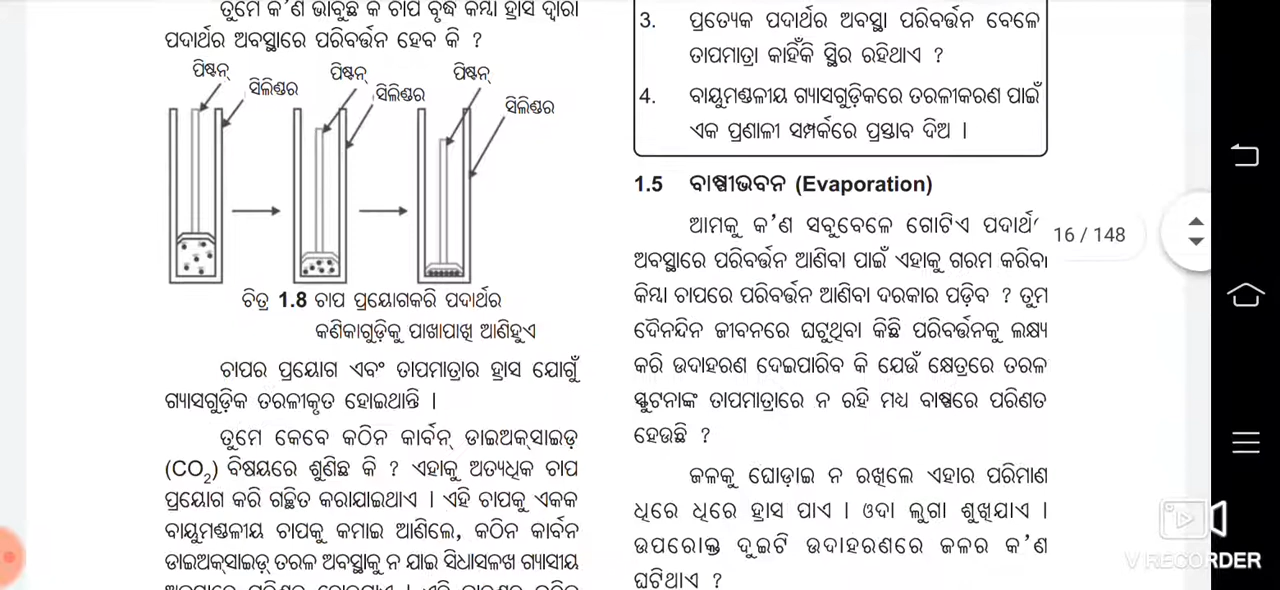 ତୁମେ କ'ଣ ଭାବୁଛ କି ଚାପ ବୃଦ୍ଧି କିମ୍ବା ହ୍ରାସ ଦ୍ୱାରା
ପଦାର୍ଥର ଅବସ୍ଥାରେ ପରିବର୍ତ୍ତନ ହେବ କି ?
ପିଷ୍ଟନ୍
ସିଲିଣ୍ଡର
ପିଷ୍ଟନ୍
ସିଲିଣ୍ଡର
ପିଷ୍ଟନ୍
ସିଲିଣ୍ଡର
ଚିତ୍ର 1.8 ଚାପ ପ୍ରୟୋଗକରି ପଦାର୍ଥର
କଣିକାଗୁଡ଼ିକୁ ପାଖାପାଖି ଆଣିହୁଏ
ଚାପର ପ୍ରୟୋଗ ଏବଂ ତାପମାତ୍ରାର ହ୍ରାସ ଯୋଗୁଁ
ଗ୍ୟାସଗୁଡ଼ିକ ତରଳୀକୃତ ହୋଇଥାନ୍ତି ।
ତୁମେ କେବେ କଠିନ କାର୍ବନ୍ ଡାଇଅକ୍‌ସାଇଡ଼୍
(CO₂) ବିଷୟରେ ଶୁଣିଛ କି ? ଏହାକୁ ଅତ୍ୟଧିକ ଚାପ
ପ୍ରୟୋଗ କରି ଗଚ୍ଛିତ କରାଯାଇଥାଏ । ଏହି ଚାପକୁ ଏକକ
ବାୟୁମଣ୍ଡଳୀୟ ଚାପକୁ କମାଇ ଆଣିଲେ, କଠିନ କାର୍ବନ
ଡାଇଅକ୍‌ସାଇଡ଼୍ ତରଳ ଅବସ୍ଥାକୁ ନ ଯାଇ ସିଧାସଳଖ ଗ୍ୟାସୀୟ
3. ପ୍ରତ୍ୟେକ ପଦାର୍ଥର ଅବସ୍ଥା ପରିବର୍ତ୍ତନ ବେଳେ
ତାପମାତ୍ରା କାହିଁକି ସ୍ଥିର ରହିଥାଏ ?
4. ବାୟୁମଣ୍ଡଳୀୟ ଗ୍ୟାସଗୁଡ଼ିକରେ ତରଳୀକରଣ ପାଇଁ
ଏକ ପ୍ରଣାଳୀ ସମ୍ପର୍କରେ ପ୍ରସ୍ତାବ ଦିଅ ।
1.5 ବାଷ୍ପୀଭବନ (Evaporation)
ଆମକୁ କ'ଣ ସବୁବେଳେ ଗୋଟିଏ ପଦାର୍ଥ
ଅବସ୍ଥାରେ ପରିବର୍ତ୍ତନ ଆଣିବା ପାଇଁ ଏହାକୁ ଗରମ କରିବା
କିମ୍ବା ଚାପରେ ପରିବର୍ତ୍ତନ ଆଣିବା ଦରକାର ପଡ଼ିବ ? ତୁମ
ଦୈନନ୍ଦିନ ଜୀବନରେ ଘଟୁଥିବା କିଛି ପରିବର୍ତ୍ତନକୁ ଲକ୍ଷ୍ୟ
କରି ଉଦାହରଣ ଦେଇପାରିବ କି ଯେଉଁ କ୍ଷେତ୍ରରେ ତରଳ
ସ୍ଫୁଟନାଙ୍କ ତାପମାତ୍ରାରେ ନ ରହି ମଧ୍ୟ ବାଷ୍ପରେ ପରିଣତ
ହେଉଛି ?
ଜଳକୁ ଘୋଡ଼ାଇ ନ ରଖିଲେ ଏହାର ପରିମାଣ
ଧିରେ ଧିରେ ହ୍ରାସ ପାଏ । ଓଦା ଲୁଗା ଶୁଖିଯାଏ ।
ଉପରୋକ୍ତ ଦୁଇଟି ଉଦାହରଣରେ ଜଳର କ'ଣ
ଘଟିଥାଏ ?
16 / 148
V RECORDER